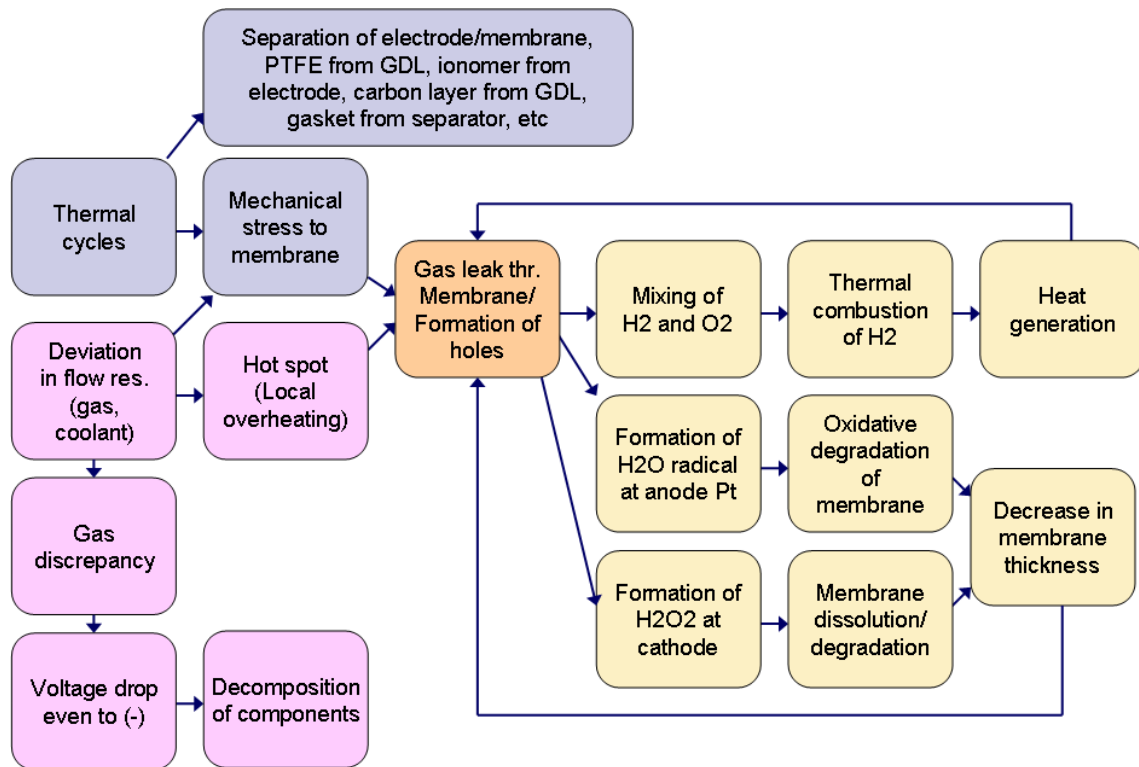 Separation of electrode/membrane,
PTFE from GDL, ionomer from
electrode, carbon layer from GDL,
gasket from separator, etc
Thermal
cycles
Mechanical
stress to
membrane
Gas leak thr.
Membrane/
Formation of
holes
Mixing of
H2 and O2
Thermal
combustion
of H2
Heat
generation
Deviation
in flow res.
(gas,
coolant)
Hot spot
(Local
overheating)
Formation of
H2O radical
at anode Pt
Oxidative
degradation
of
membrane
Decrease in
membrane
thickness
Gas
discrepancy
Formation of
H2O2 at
cathode
Membrane
dissolution/
degradation
Voltage drop
even to (-)
Decomposition
of components